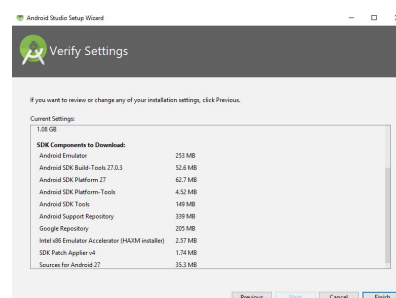 Android Studio Setup Wizard
Verify Settings
If you want to review or change any of your installation settings, click Previous.
Current Settings:
1.08 GB
SDK Components to Download:
Android Emulator 253 MB
Android SDK Build-Tools 27.0.3 52.6 MB
Android SDK Platform 27 62.7 MB
Android SDK Platform-Tools 4.52 MB
Android SDK Tools 149 MB
Android Support Repository 339 MB
Google Repository 205 MB
Intel x86 Emulator Accelerator (HAXM installer) 2.57 MB
SDK Patch Applier v4 1.74 MB
Sources for Android 27 35.3 MB
Previous Next Cancel Finish